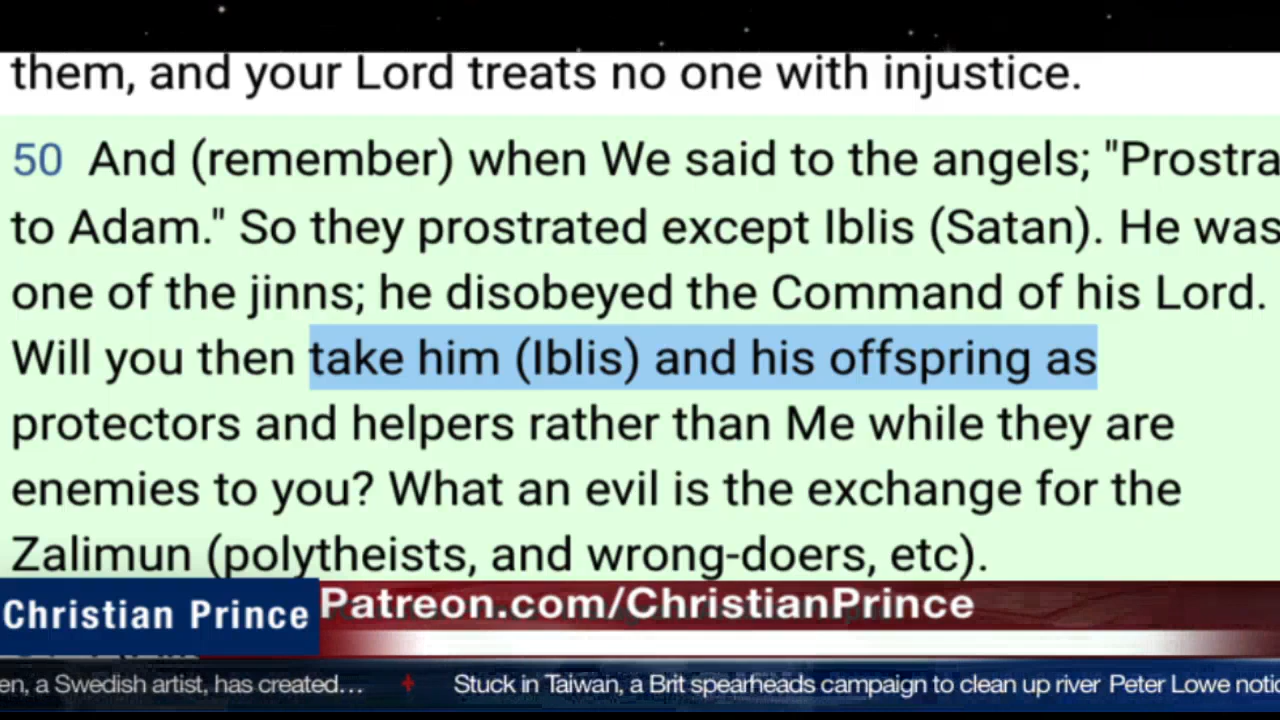 them, and your Lord treats no one with injustice.
50 And (remember) when We said to the angels; "Prostra
to Adam." So they prostrated except Iblis (Satan). He was
one of the jinns; he disobeyed the Command of his Lord.
Will you then take him (Iblis) and his offspring as
protectors and helpers rather than Me while they are
enemies to you? What an evil is the exchange for the
Zalimun (polytheists, and wrong-doers, etc).
Christian Prince
Patreon.com/ChristianPrince
en, a Swedish artist, has created... Stuck in Taiwan, a Brit spearheads campaign to clean up river Peter Lowe notic